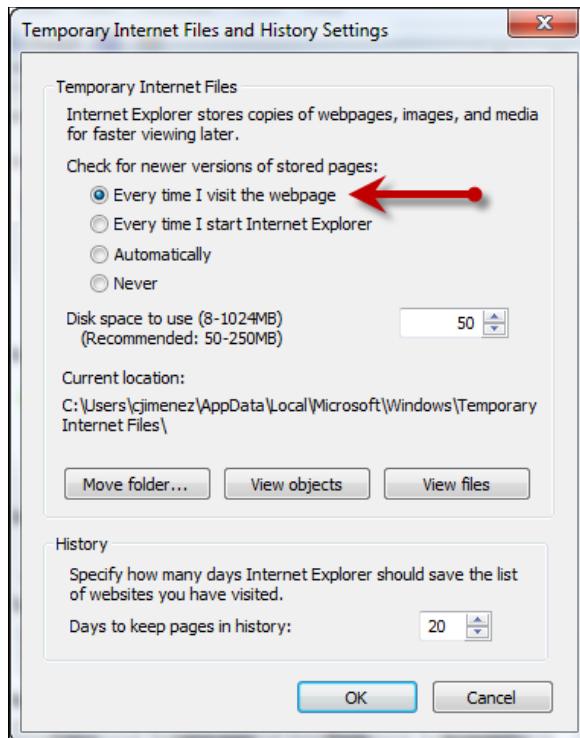 Temporary Internet Files and History Settings
Temporary Internet Files
Internet Explorer stores copies of webpages, images, and media
for faster viewing later.
Check for newer versions of stored pages:
Every time I visit the webpage
Every time I start Internet Explorer
Automatically
Never
Disk space to use (8-1024MB)
(Recommended: 50-250MB)
50
Current location:
C:\Users\cjimenez\AppData\Local\Microsoft\Windows\Temporary
Internet Files\
Move folder... View objects View files
History
Specify how many days Internet Explorer should save the list
of websites you have visited.
Days to keep pages in history: 20
OK Cancel